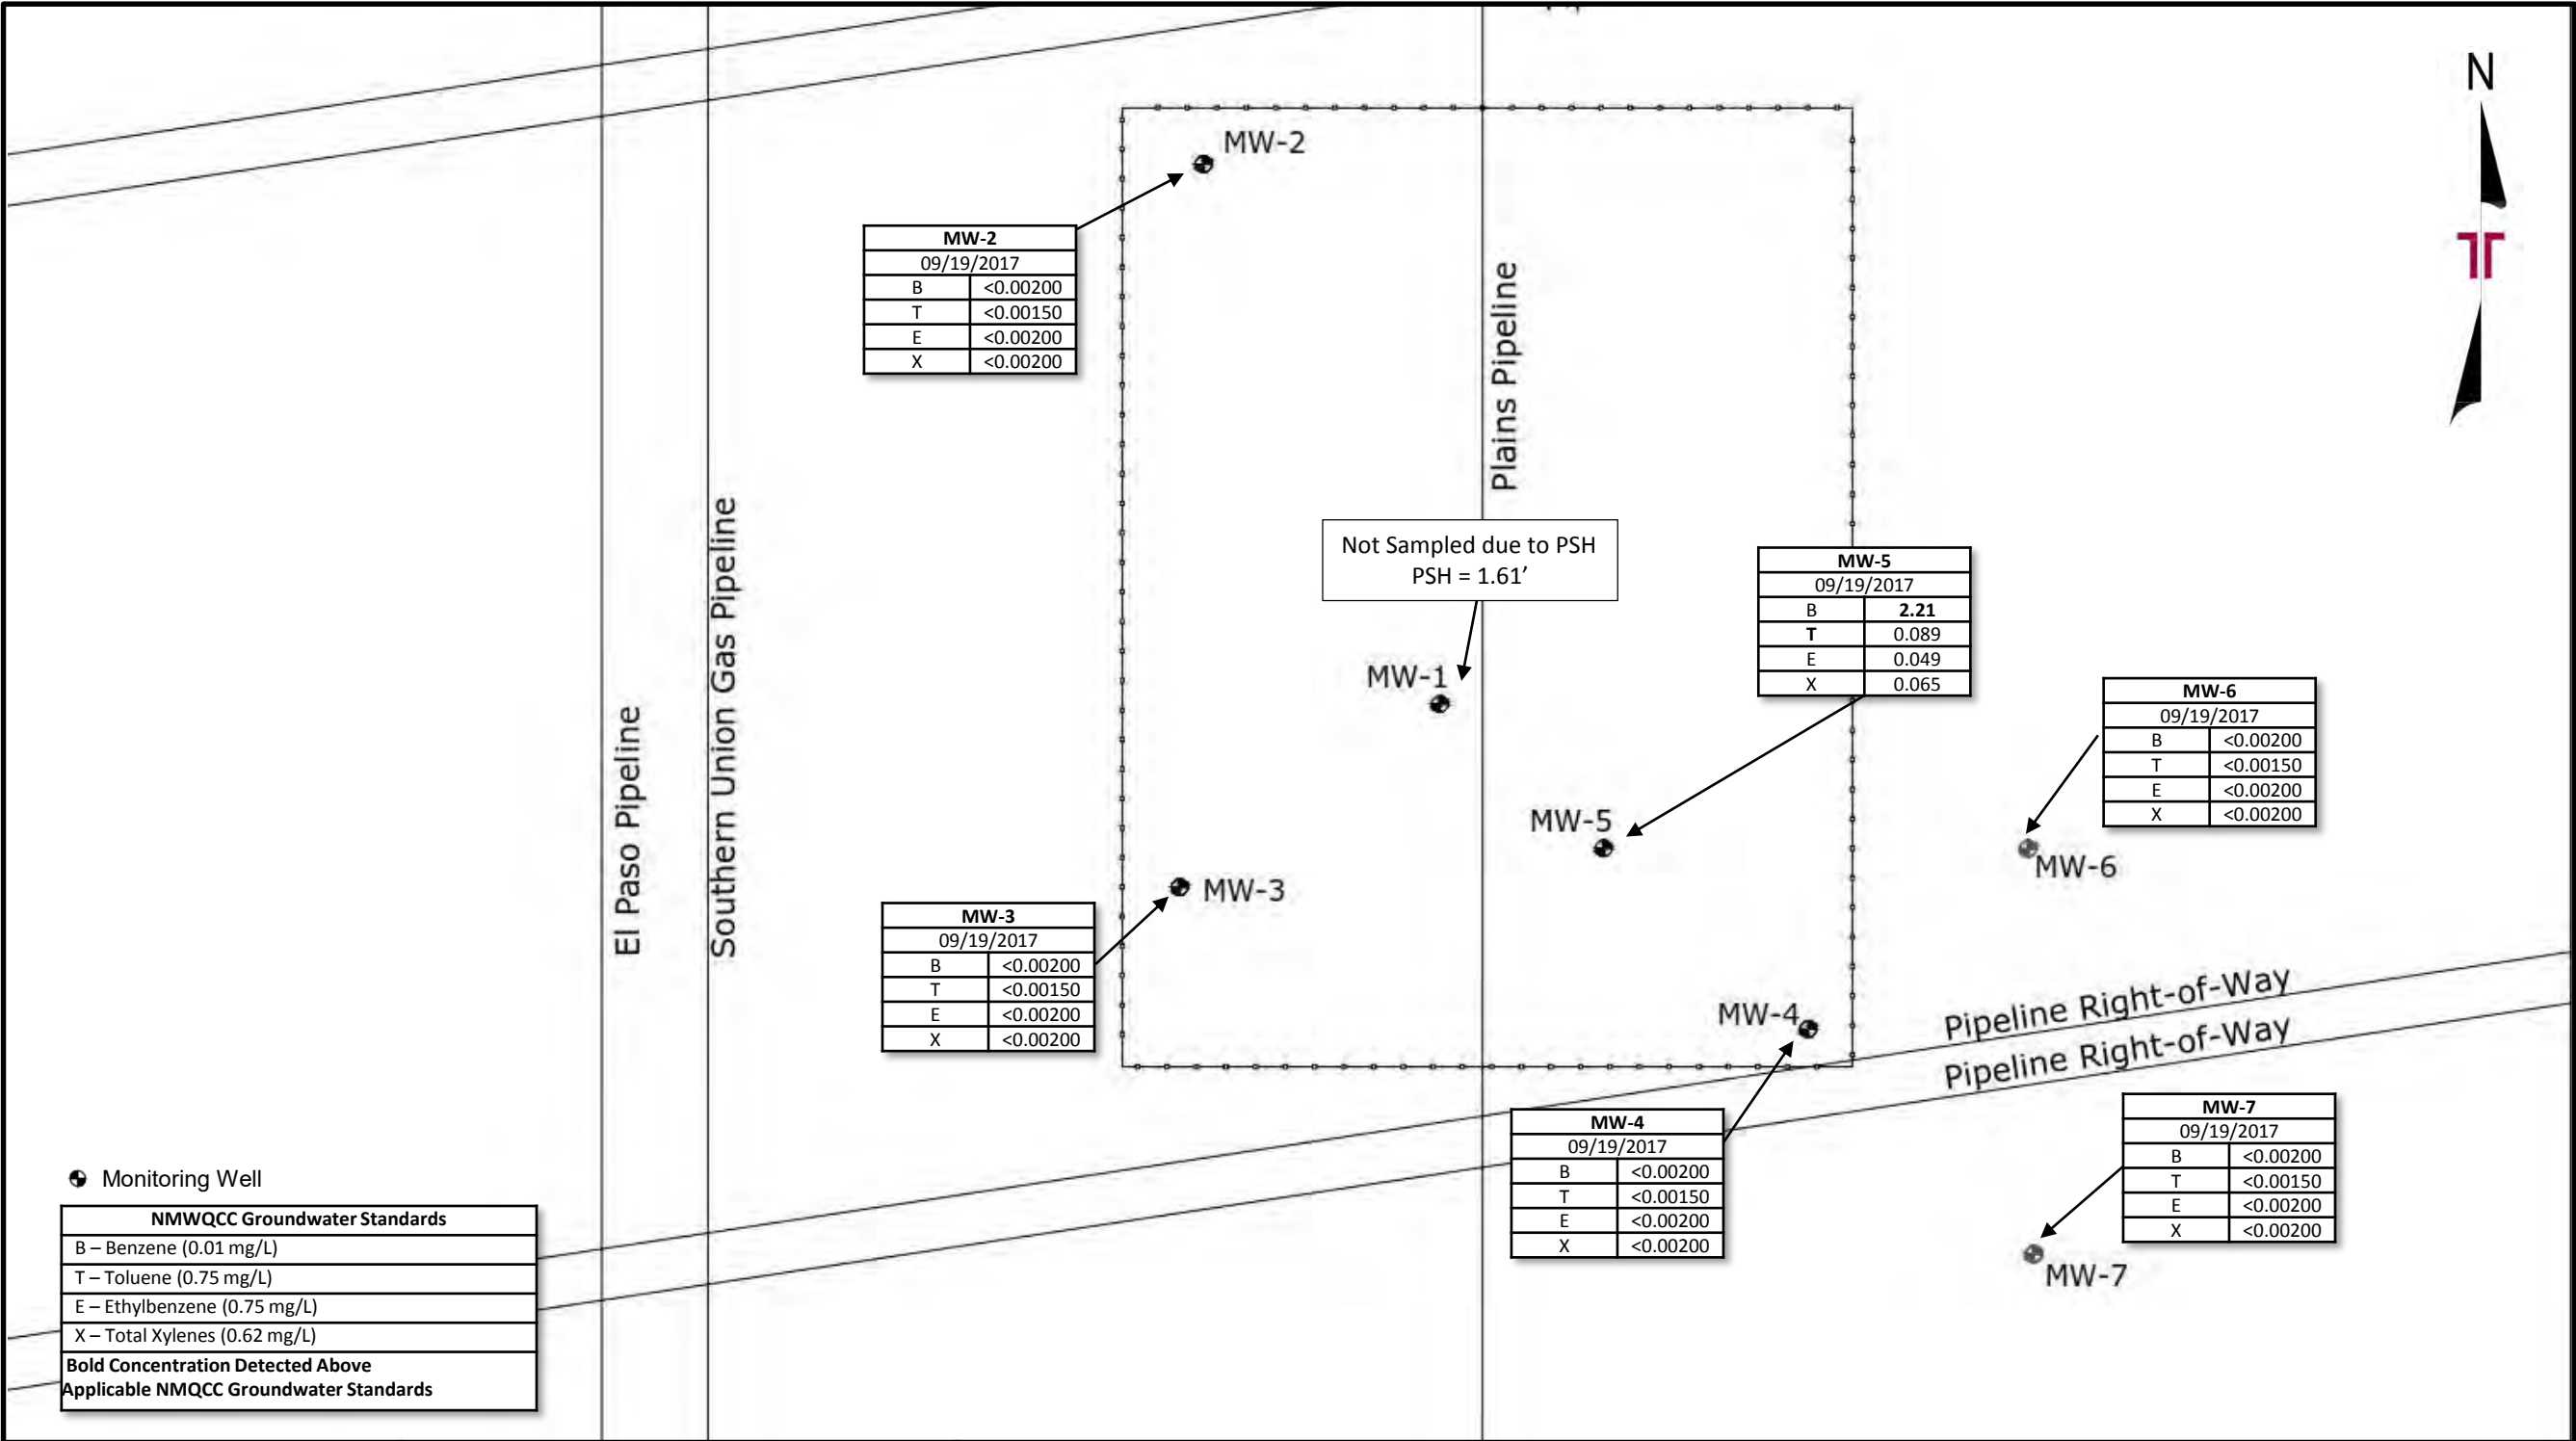 N
MW-2
MW-2
09/19/2017
B <0.00200
T <0.00150
E <0.00200
X <0.00200
Plains Pipeline
Southern Union Gas Pipeline
El Paso Pipeline
Not Sampled due to PSH
PSH = 1.61’
MW-1
MW-5
09/19/2017
B 2.21
T 0.089
E 0.049
X 0.065
MW-5
MW-6
09/19/2017
B <0.00200
T <0.00150
E <0.00200
X <0.00200
MW-6
MW-3
MW-3
09/19/2017
B <0.00200
T <0.00150
E <0.00200
X <0.00200
MW-4
Pipeline Right-of-Way
Pipeline Right-of-Way
MW-4
09/19/2017
B <0.00200
T <0.00150
E <0.00200
X <0.00200
MW-7
09/19/2017
B <0.00200
T <0.00150
E <0.00200
X <0.00200
MW-7
Monitoring Well
NMWQCC Groundwater Standards
B – Benzene (0.01 mg/L)
T – Toluene (0.75 mg/L)
E – Ethylbenzene (0.75 mg/L)
X – Total Xylenes (0.62 mg/L)
Bold Concentration Detected Above
Applicable NMQCC Groundwater Standards